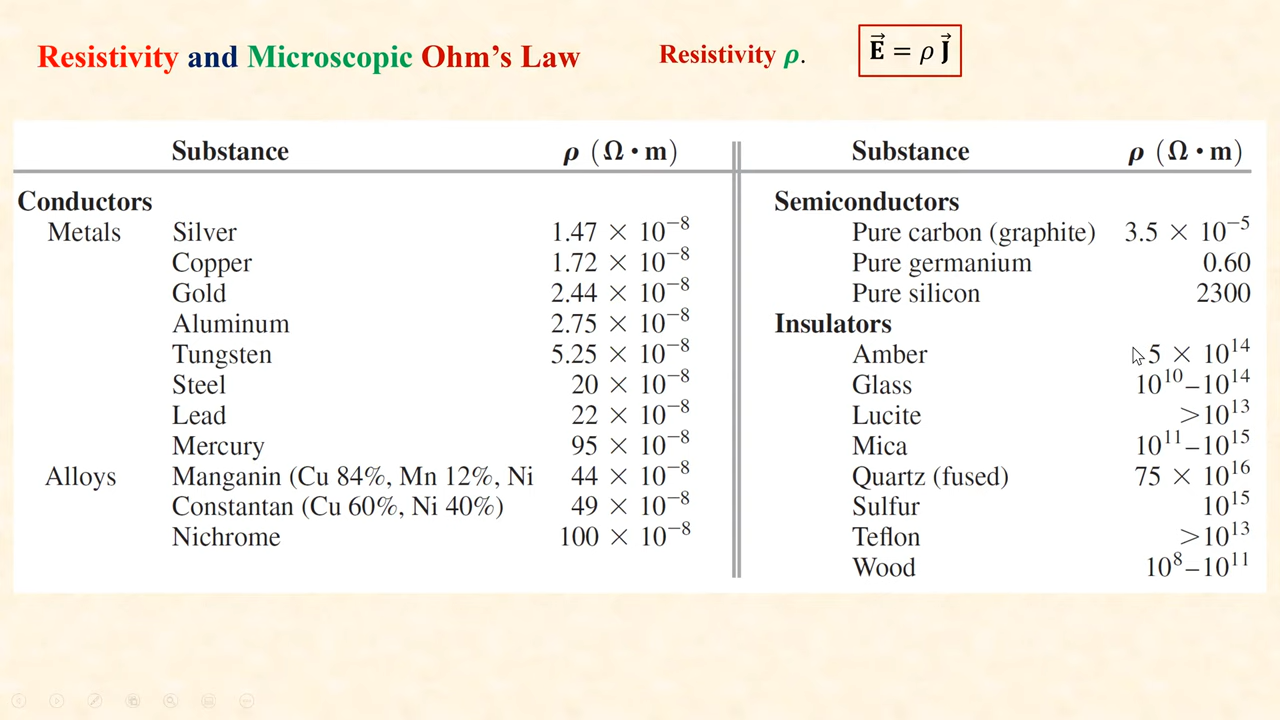 Resistivity and Microscopic Ohm's Law
Resistivity ρ.
E⃗ = ρ J⃗
Substance ρ (Ω • m)
Conductors
Metals Silver 1.47 × 10⁻⁸
Copper 1.72 × 10⁻⁸
Gold 2.44 × 10⁻⁸
Aluminum 2.75 × 10⁻⁸
Tungsten 5.25 × 10⁻⁸
Steel 20 × 10⁻⁸
Lead 22 × 10⁻⁸
Mercury 95 × 10⁻⁸
Alloys Manganin (Cu 84%, Mn 12%, Ni 44 × 10⁻⁸
Constantan (Cu 60%, Ni 40%) 49 × 10⁻⁸
Nichrome 100 × 10⁻⁸
Substance ρ (Ω • m)
Semiconductors
Pure carbon (graphite) 3.5 × 10⁻⁵
Pure germanium 0.60
Pure silicon 2300
Insulators
Amber 5 × 10¹⁴
Glass 10¹⁰–10¹⁴
Lucite >10¹³
Mica 10¹¹–10¹⁵
Quartz (fused) 75 × 10¹⁶
Sulfur 10¹⁵
Teflon >10¹³
Wood 10⁸–10¹¹